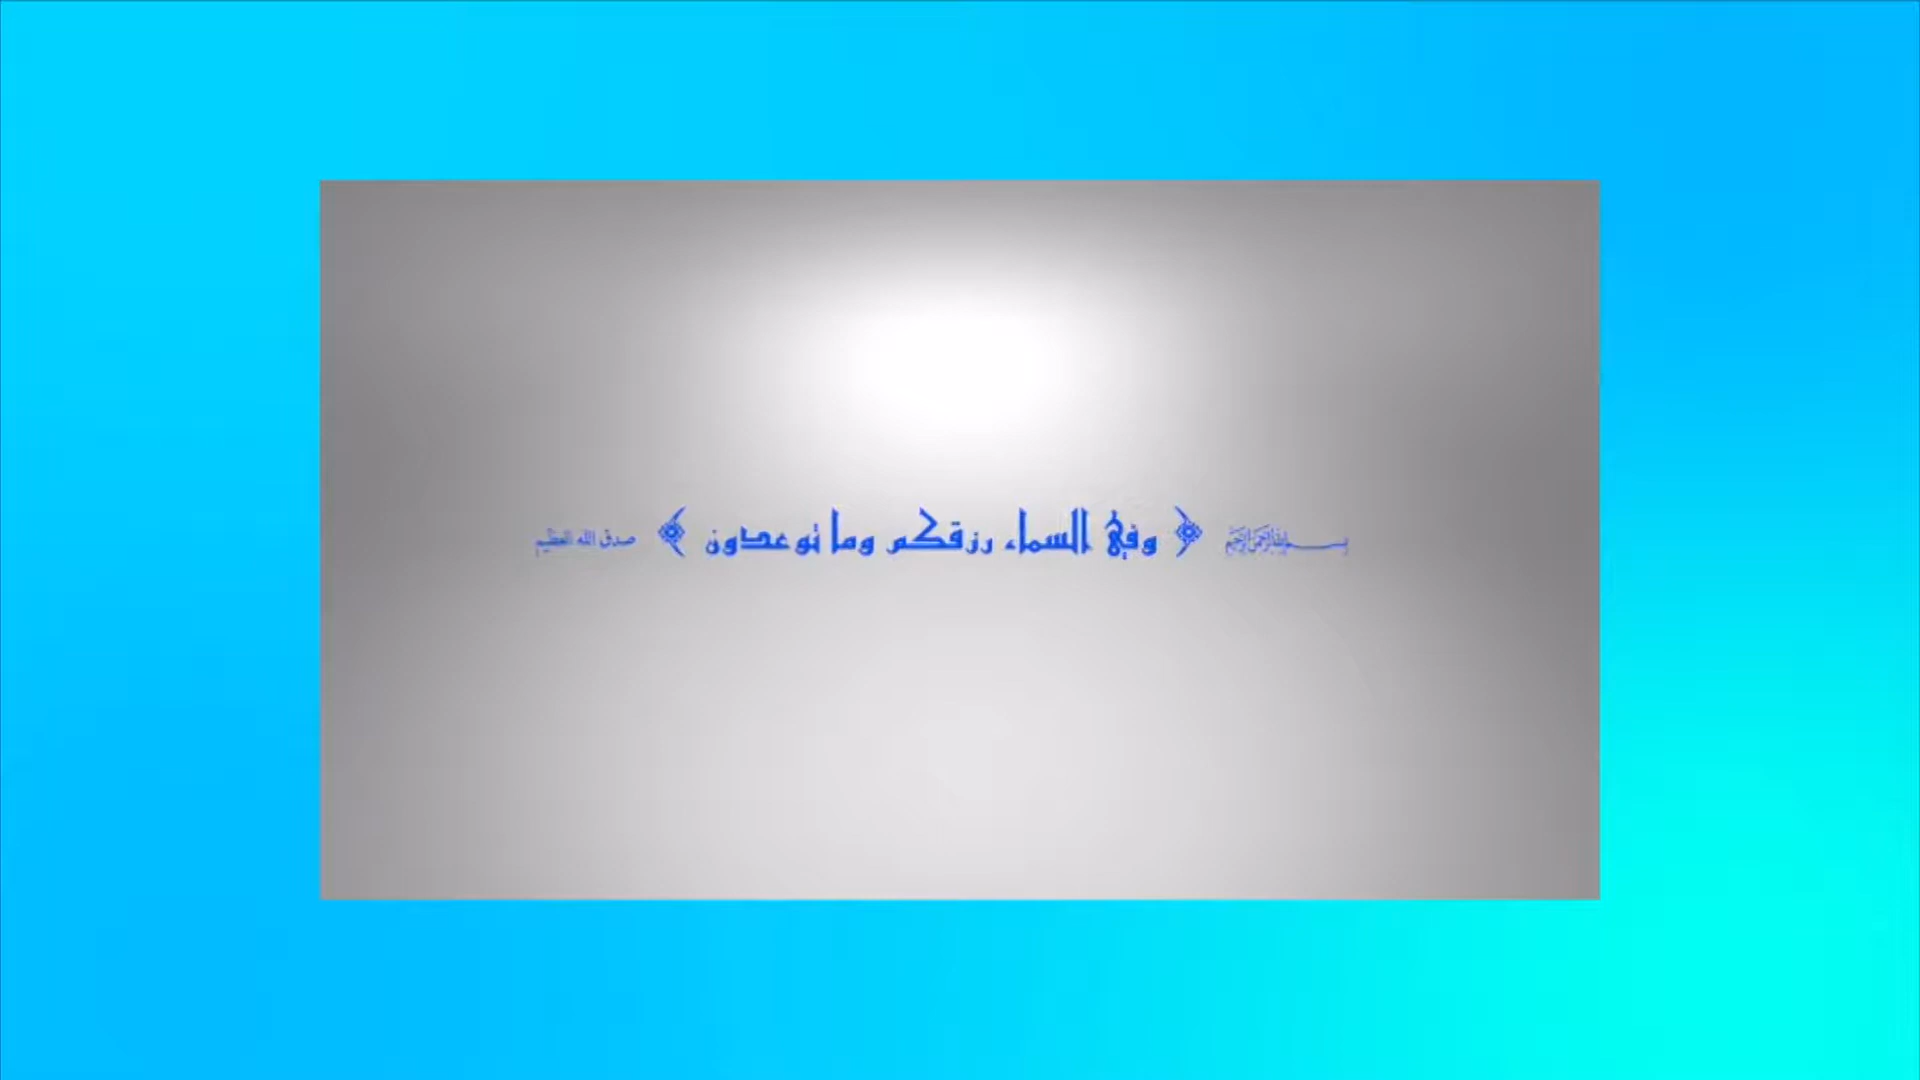 بسم الله الرحمن الرحيم ﴿ وفي السماء رزقكم وما توعدون ﴾ صدق الله العظيم